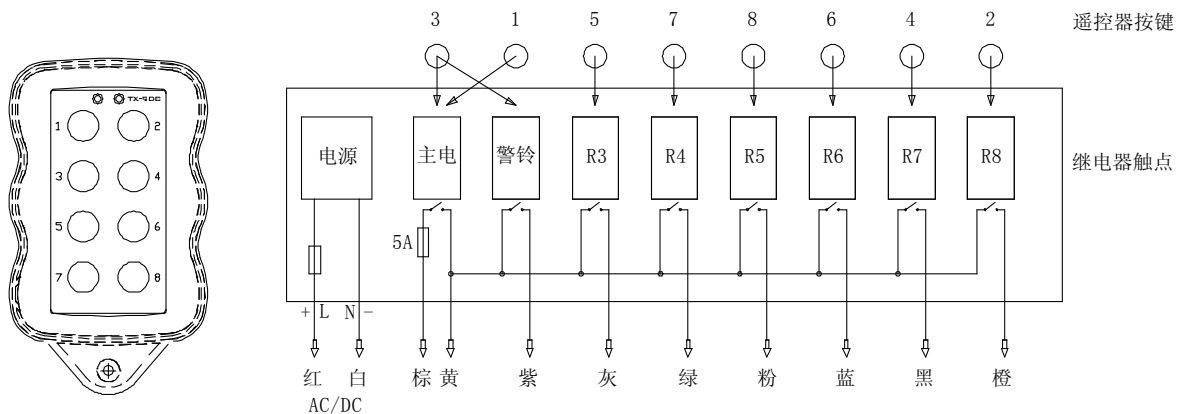 3 1 5 7 8 6 4 2 遥控器按键
TX-4DC
1 2
3 4
5 6
7 8
电源 主电 警铃 R3 R4 R5 R6 R7 R8 继电器触点
5A
+ L N -
红 白 棕 黄 紫 灰 绿 粉 蓝 黑 橙
AC/DC